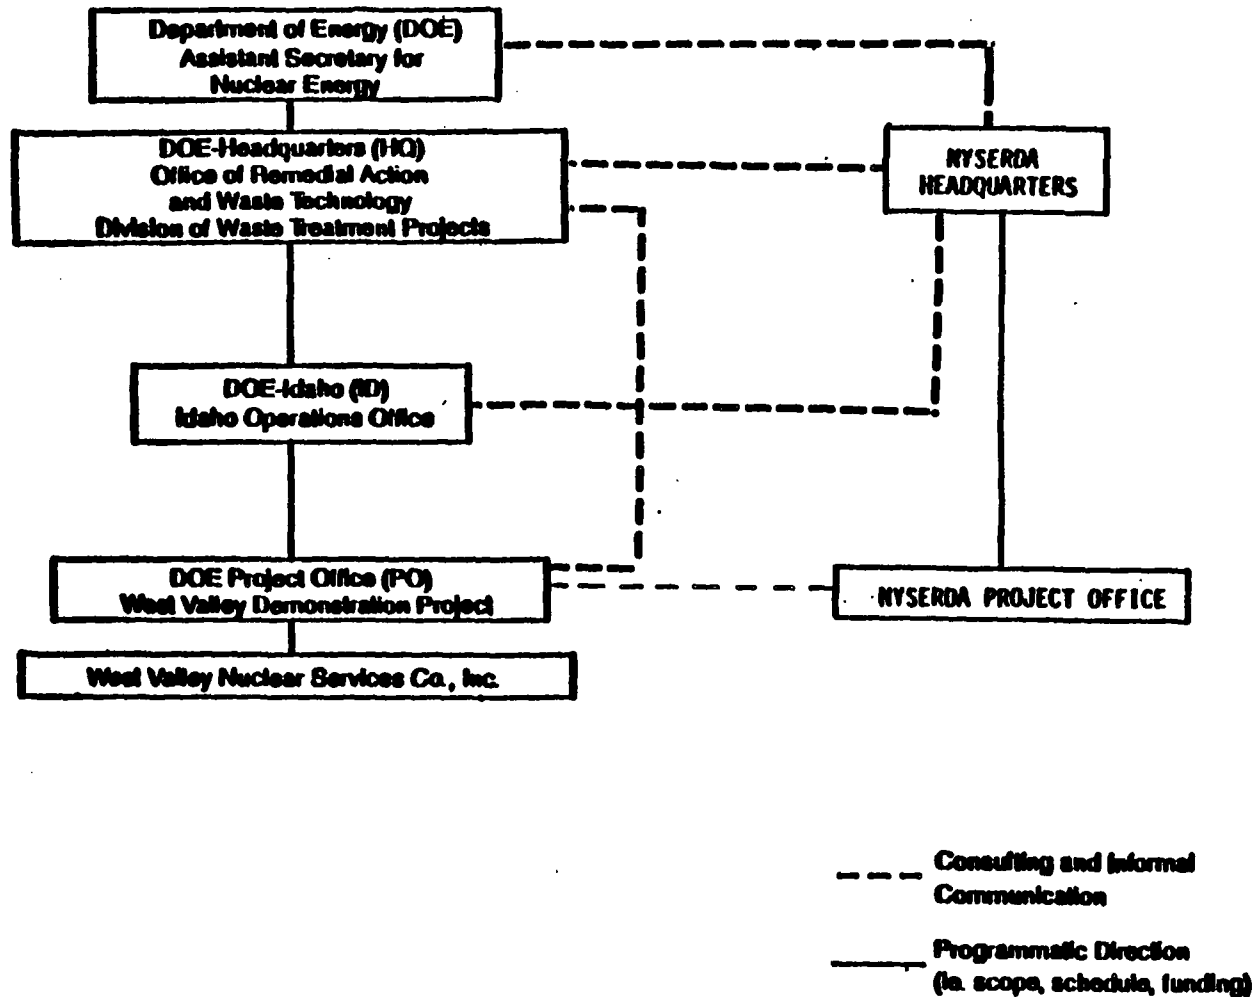 Department of Energy (DOE)
Assistant Secretary for
Nuclear Energy
DOE-Headquarters (HQ)
Office of Remedial Action
and Waste Technology
Division of Waste Treatment Projects
NYSERDA
HEADQUARTERS
DOE-Idaho (ID)
Idaho Operations Office
DOE Project Office (PO)
West Valley Demonstration Project
NYSERDA PROJECT OFFICE
West Valley Nuclear Services Co., Inc.
Consulting and Informal
Communication
Programmatic Direction
(ie. scope, schedule, funding)